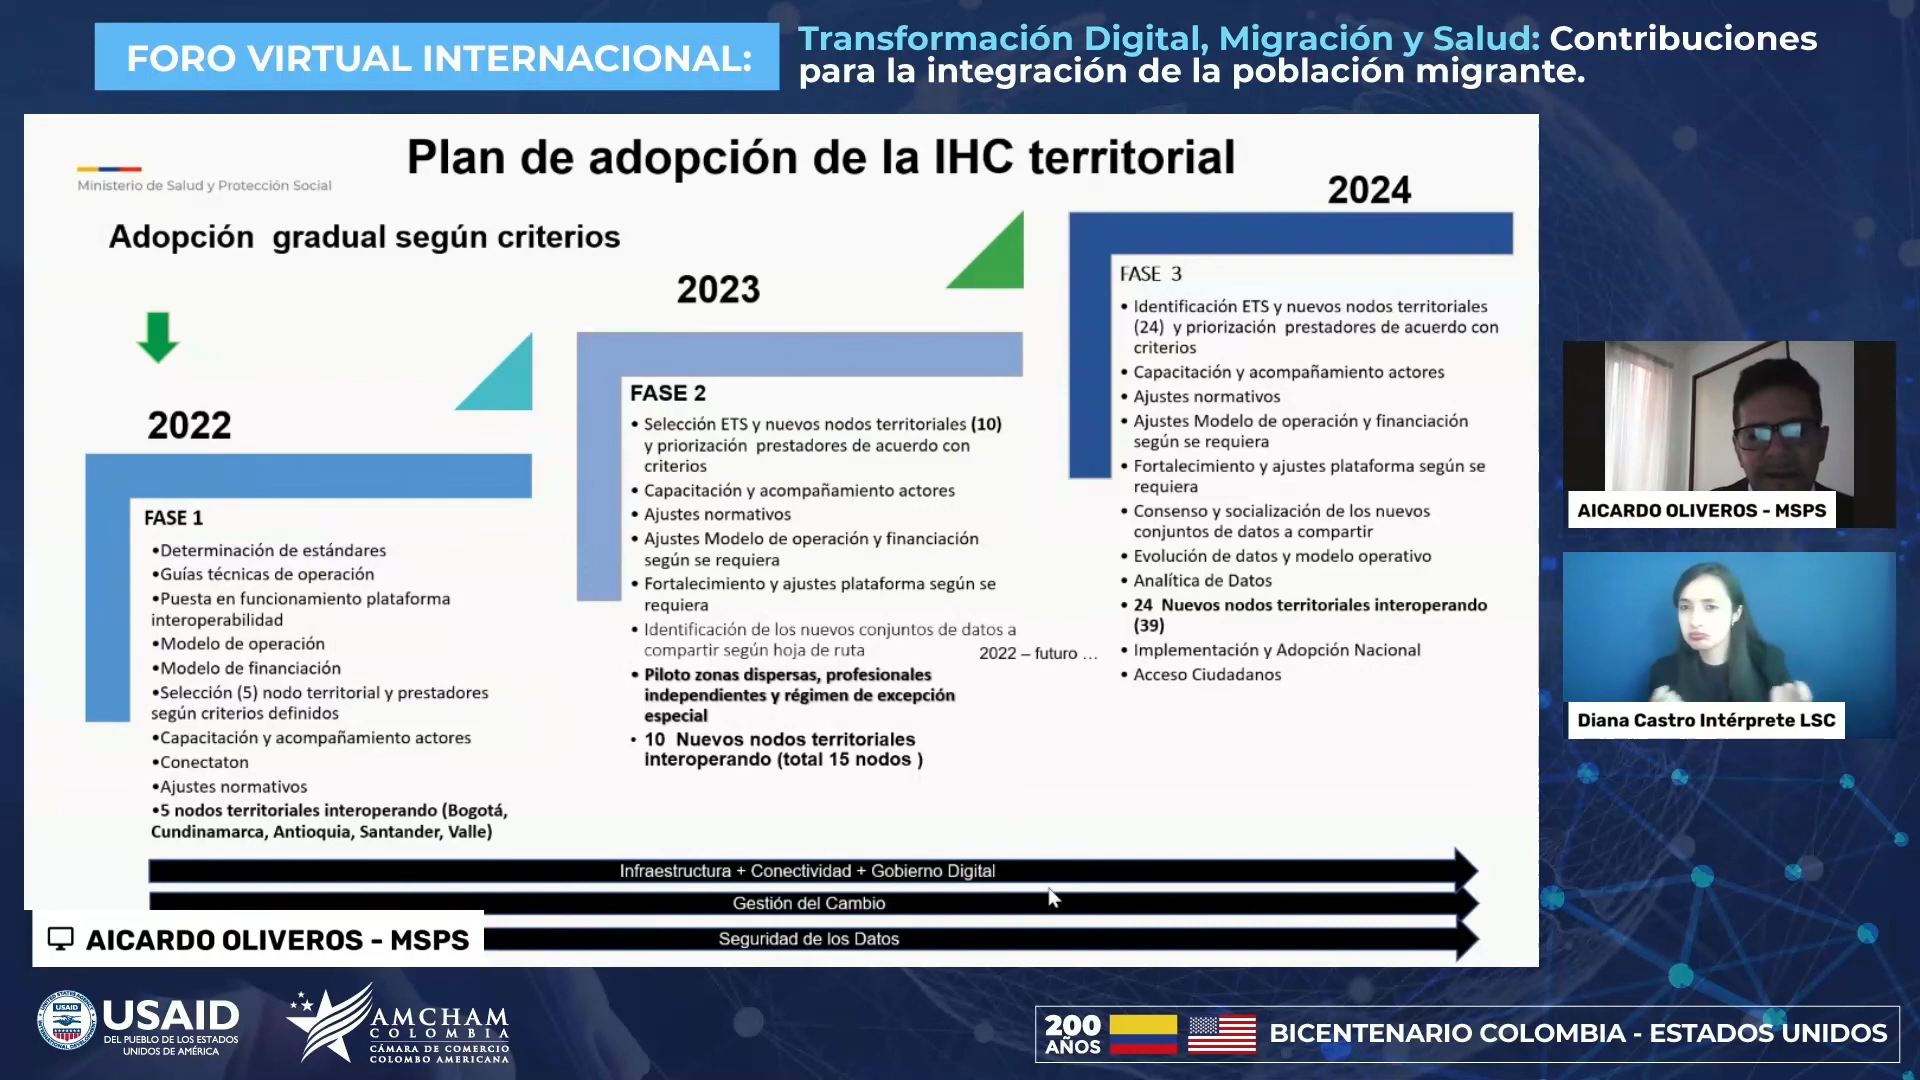 FORO VIRTUAL INTERNACIONAL:
Transformación Digital, Migración y Salud: Contribuciones
para la integración de la población migrante.
Ministerio de Salud y Protección Social
Plan de adopción de la IHC territorial
Adopción gradual según criterios
2022
FASE 1
•Determinación de estándares
•Guías técnicas de operación
•Puesta en funcionamiento plataforma
interoperabilidad
•Modelo de operación
•Modelo de financiación
•Selección (5) nodo territorial y prestadores
según criterios definidos
•Capacitación y acompañamiento actores
•Conectaton
•Ajustes normativos
•5 nodos territoriales interoperando (Bogotá,
Cundinamarca, Antioquia, Santander, Valle)
2023
FASE 2
• Selección ETS y nuevos nodos territoriales (10)
y priorización prestadores de acuerdo con
criterios
• Capacitación y acompañamiento actores
• Ajustes normativos
• Ajustes Modelo de operación y financiación
según se requiera
• Fortalecimiento y ajustes plataforma según se
requiera
• Identificación de los nuevos conjuntos de datos a
compartir según hoja de ruta
• Piloto zonas dispersas, profesionales
independientes y régimen de excepción
especial
• 10 Nuevos nodos territoriales
interoperando (total 15 nodos )
2022 – futuro ...
2024
FASE 3
• Identificación ETS y nuevos nodos territoriales
(24) y priorización prestadores de acuerdo con
criterios
• Capacitación y acompañamiento actores
• Ajustes normativos
• Ajustes Modelo de operación y financiación
según se requiera
• Fortalecimiento y ajustes plataforma según se
requiera
• Consenso y socialización de los nuevos
conjuntos de datos a compartir
• Evolución de datos y modelo operativo
• Analítica de Datos
• 24 Nuevos nodos territoriales interoperando
(39)
• Implementación y Adopción Nacional
• Acceso Ciudadanos
Infraestructura + Conectividad + Gobierno Digital
Gestión del Cambio
Seguridad de los Datos
AICARDO OLIVEROS - MSPS
AICARDO OLIVEROS - MSPS
Diana Castro Intérprete LSC
USAID
USAID
DEL PUEBLO DE LOS ESTADOS
UNIDOS DE AMÉRICA
AMCHAM
COLOMBIA
CÁMARA DE COMERCIO
COLOMBO AMERICANA
200
AÑOS
BICENTENARIO COLOMBIA - ESTADOS UNIDOS